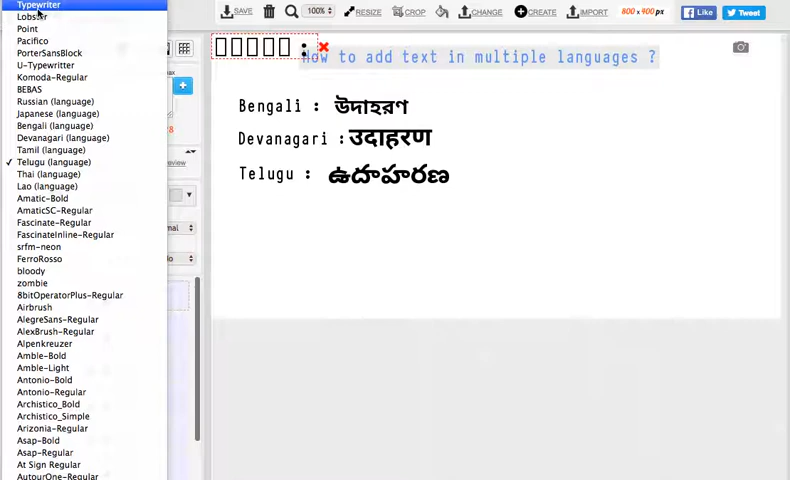 Typewriter
Lobster
Point
Pacifico
PorterSansBlock
U-Typewriter
Komoda-Regular
BEBAS
Russian (language)
Japanese (language)
Bengali (language)
Devanagari (language)
Tamil (language)
✓ Telugu (language)
Thai (language)
Lao (language)
Amatic-Bold
AmaticSC-Regular
Fascinate-Regular
FascinateInline-Regular
srfm-neon
FerroRosso
bloody
zombie
8bitOperatorPlus-Regular
Airbrush
AlegreSans-Regular
AlexBrush-Regular
Alpenkreuzer
Amble-Bold
Amble-Light
Antonio-Bold
Antonio-Regular
Archistico_Bold
Archistico_Simple
Arizonia-Regular
Asap-Bold
Asap-Regular
At Sign Regular
AutourOne-Regular
SAVE 100% RESIZE CROP CHANGE CREATE IMPORT 800 x 400 px Like Tweet
How to add text in multiple languages ?
Bengali : উদাহরণ
Devanagari : उदाहरण
Telugu : ఉదాహరణ